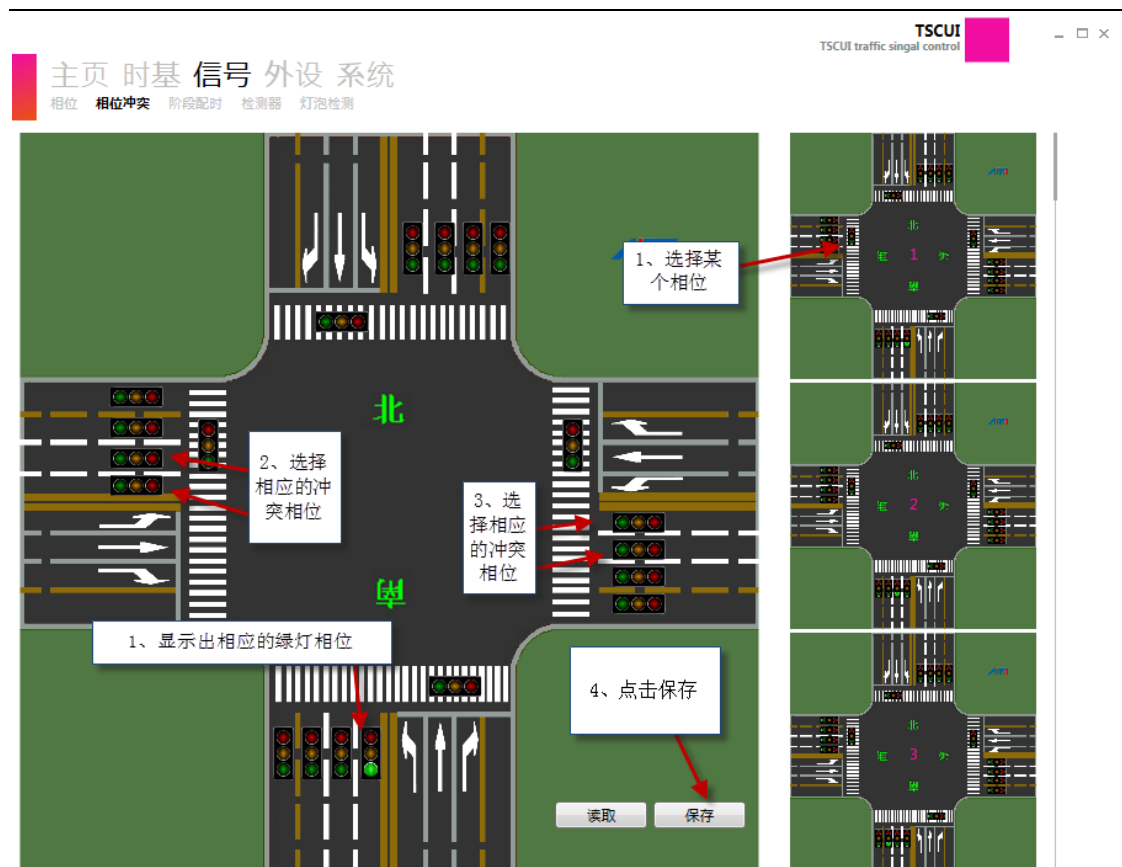 TSCUI
TSCUI traffic singal control
主页 时基 信号 外设 系统
相位 相位冲突 阶段配时 检测器 灯泡检测
1、选择某
个相位
北
2、选择
相应的冲
突相位
3、选
择相应
的冲突
相位
南
1、显示出相应的绿灯相位
4、点击保存
读取 保存
北
1
南
北
2
南
北
3
南